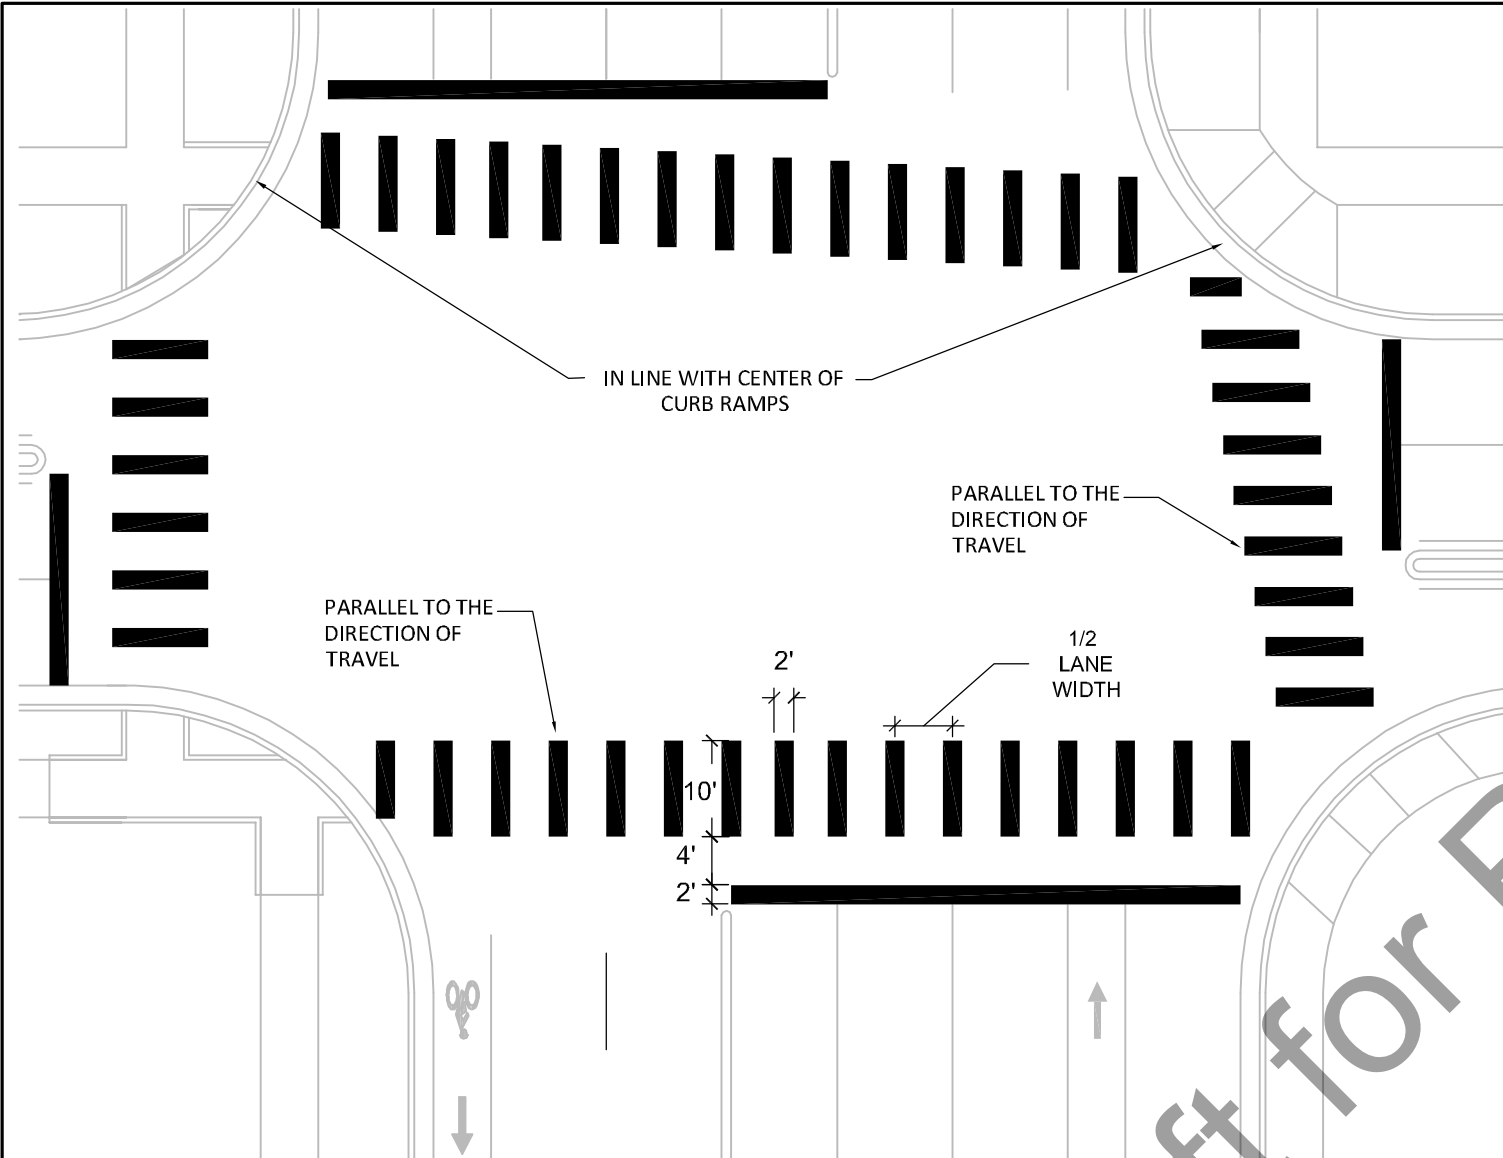 IN LINE WITH CENTER OF
CURB RAMPS
PARALLEL TO THE
DIRECTION OF
TRAVEL
PARALLEL TO THE
DIRECTION OF
TRAVEL
2'
1/2
LANE
WIDTH
10'
4'
2'
for